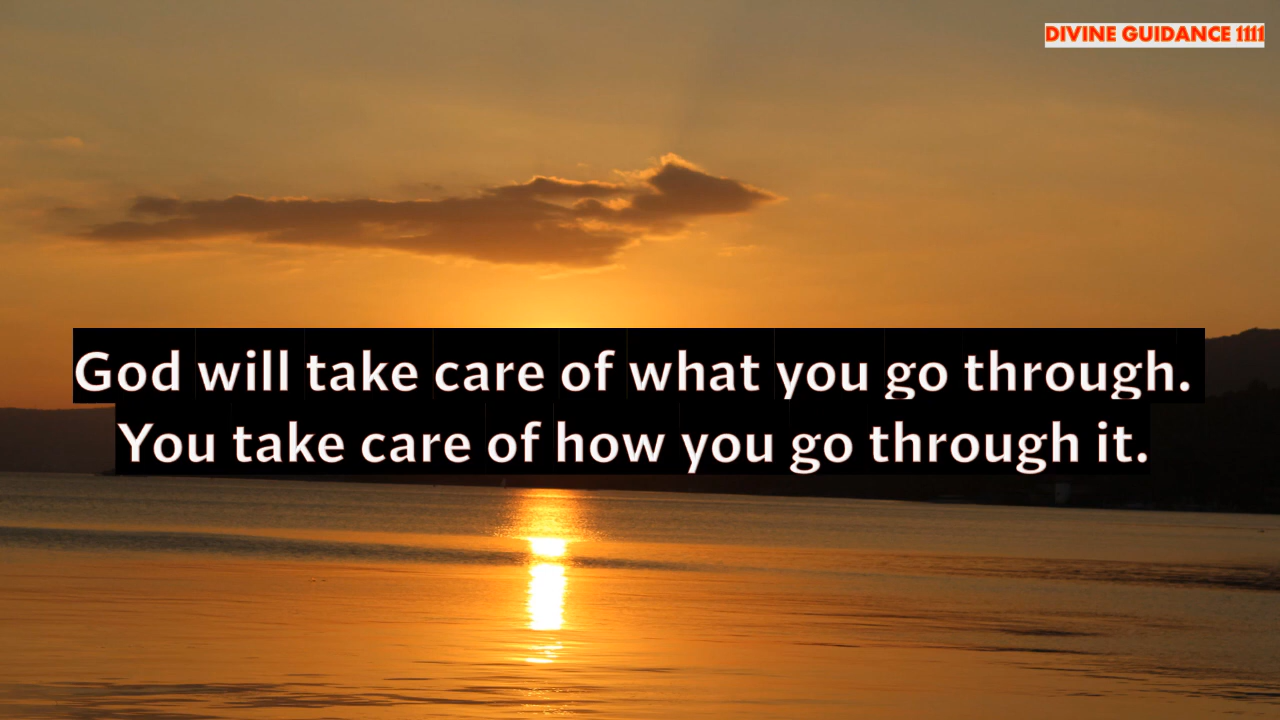 DIVINE GUIDANCE 1111
God will take care of what you go through.
You take care of how you go through it.